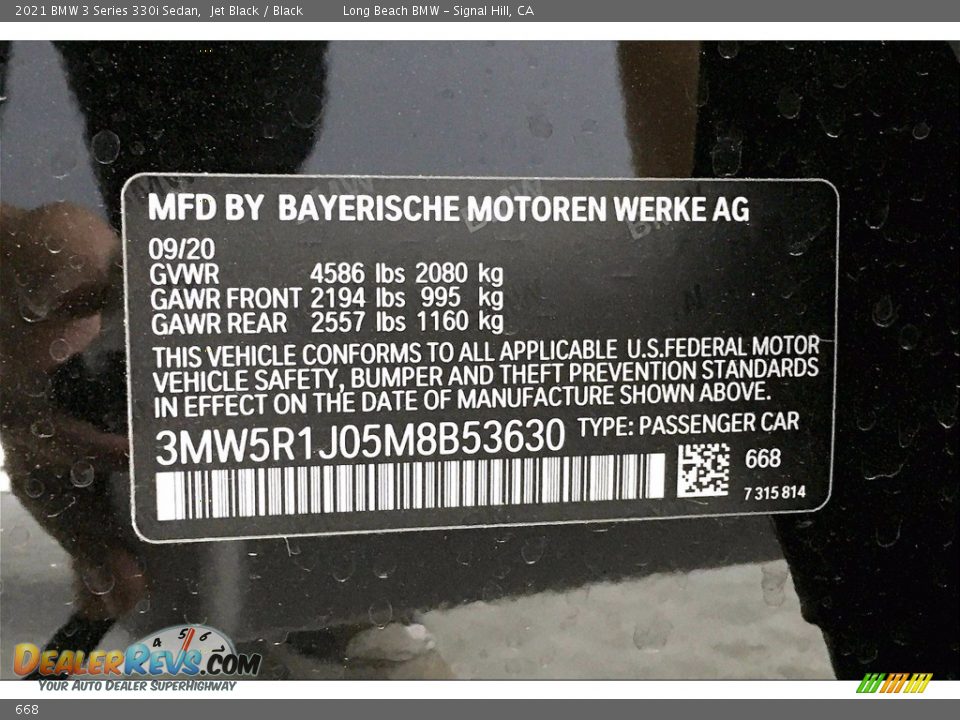 2021 BMW 3 Series 330i Sedan, Jet Black / Black Long Beach BMW - Signal Hill, CA
MFD BY BAYERISCHE MOTOREN WERKE AG
09/20
GVWR 4586 lbs 2080 kg
GAWR FRONT 2194 lbs 995 kg
GAWR REAR 2557 lbs 1160 kg
THIS VEHICLE CONFORMS TO ALL APPLICABLE U.S.FEDERAL MOTOR
VEHICLE SAFETY, BUMPER AND THEFT PREVENTION STANDARDS
IN EFFECT ON THE DATE OF MANUFACTURE SHOWN ABOVE.
3MW5R1J05M8B53630 TYPE: PASSENGER CAR
668
7 315 814
4 5 6
DealerRevs.com
Your Auto Dealer SuperHighway
668